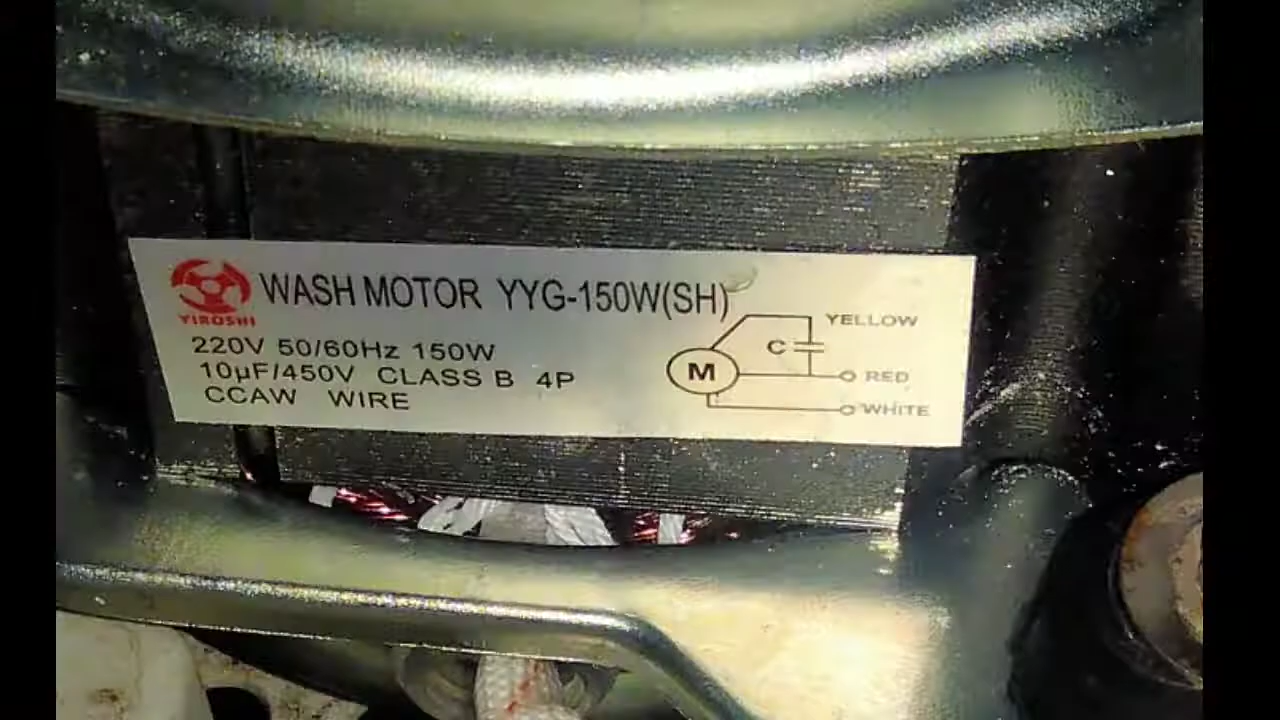 WASH MOTOR YYG-150W(SH)
YIROSHI
220V 50/60Hz 150W
10µF/450V CLASS B 4P
CCAW WIRE
YELLOW
C
M
RED
WHITE